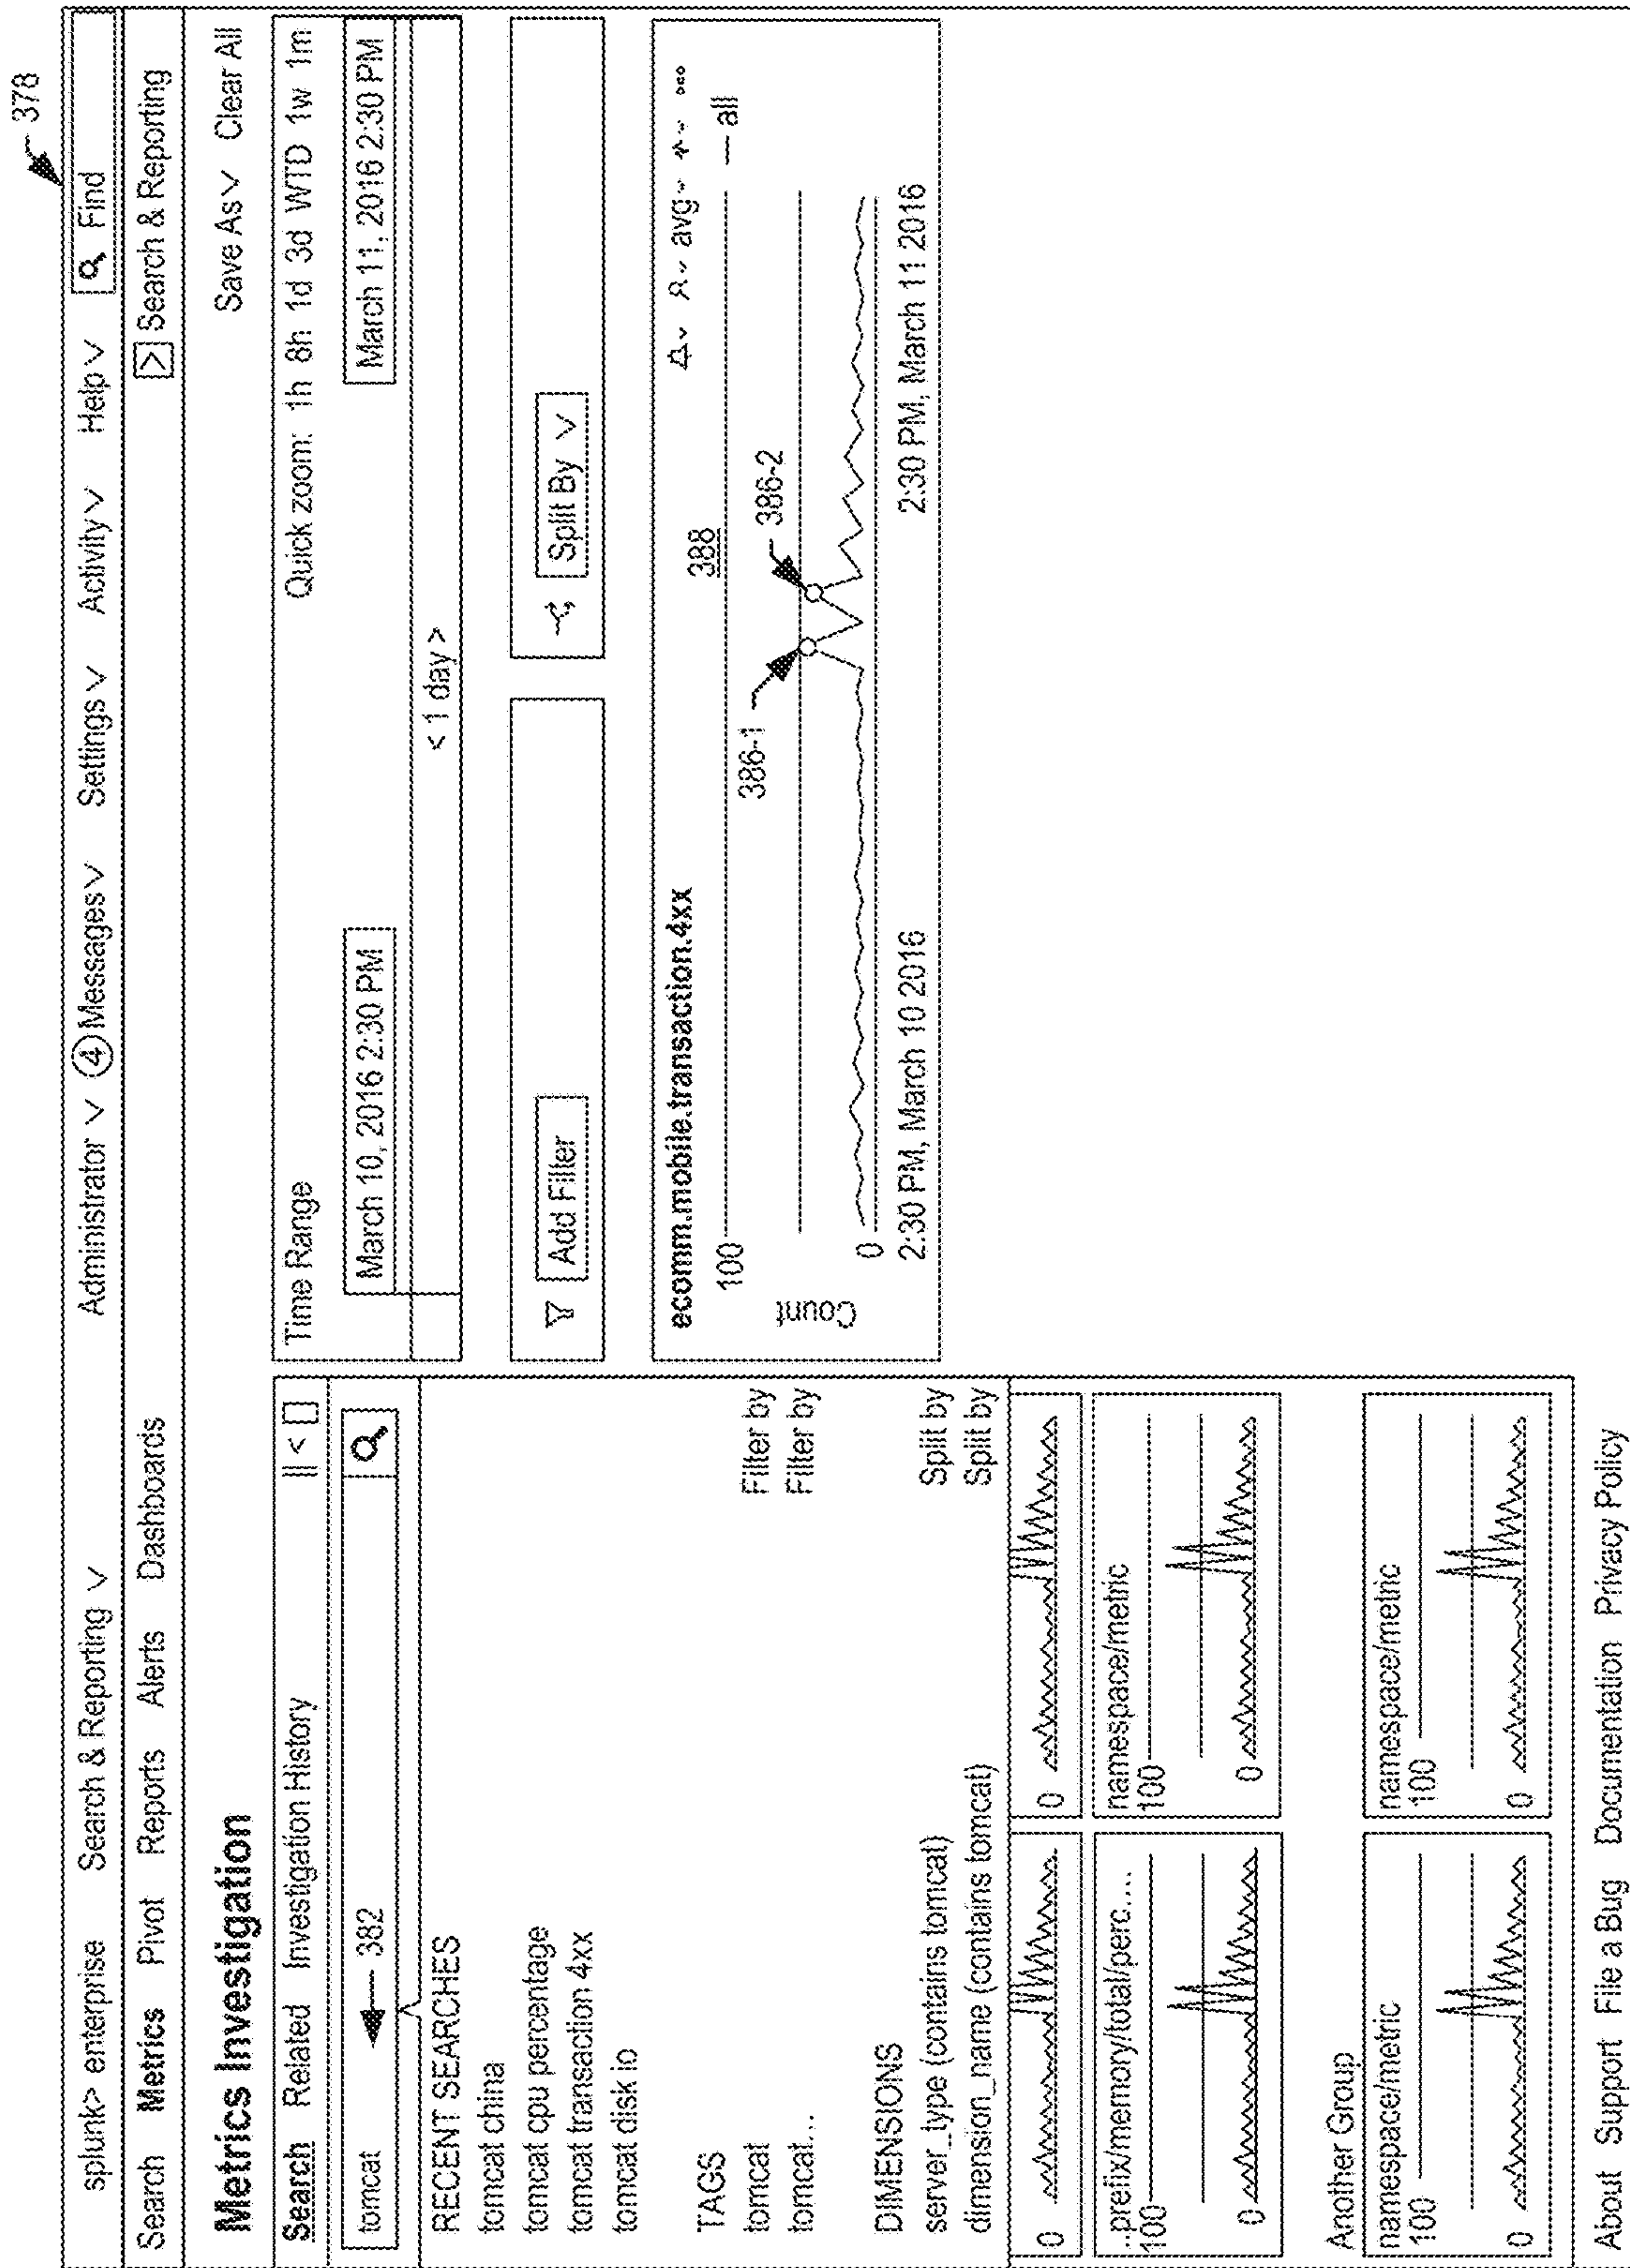 378
splunk> enterprise Search & Reporting ∨ Administrator ∨ ④ Messages ∨ Settings ∨ Activity ∨ Help ∨ Find
Search Metrics Pivot Reports Alerts Dashboards > Search & Reporting
Metrics Investigation Save As ∨ Clear All
Search Related Investigation History || <
tomcat 382
RECENT SEARCHES
tomcat china
tomcat cpu percentage
tomcat transaction 4xx
tomcat disk io
TAGS
tomcat Filter by
tomcat... Filter by
DIMENSIONS
server_type (contains tomcat) Split by
dimension_name (contains tomcat) Split by
0 0
..prefix/memory/total/perc.... namespace/metric
100 100
0 0
Another Group
namespace/metric namespace/metric
100 100
0 0
Time Range Quick zoom: 1h 8h 1d 3d WTD 1w 1m
March 10, 2016 2:30 PM March 11, 2016 2:30 PM
< 1 day >
Add Filter Split By ∨
ecomm.mobile.transaction.4xx avg ...
388 all
100
386-1 386-2
Count
0
2:30 PM, March 10 2016 2:30 PM, March 11 2016
About Support File a Bug Documentation Privacy Policy